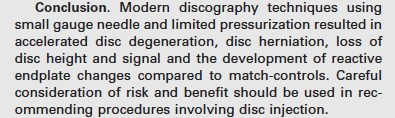 Conclusion. Modern discography techniques using
small gauge needle and limited pressurization resulted in
accelerated disc degeneration, disc herniation, loss of
disc height and signal and the development of reactive
endplate changes compared to match-controls. Careful
consideration of risk and benefit should be used in rec-
ommending procedures involving disc injection.